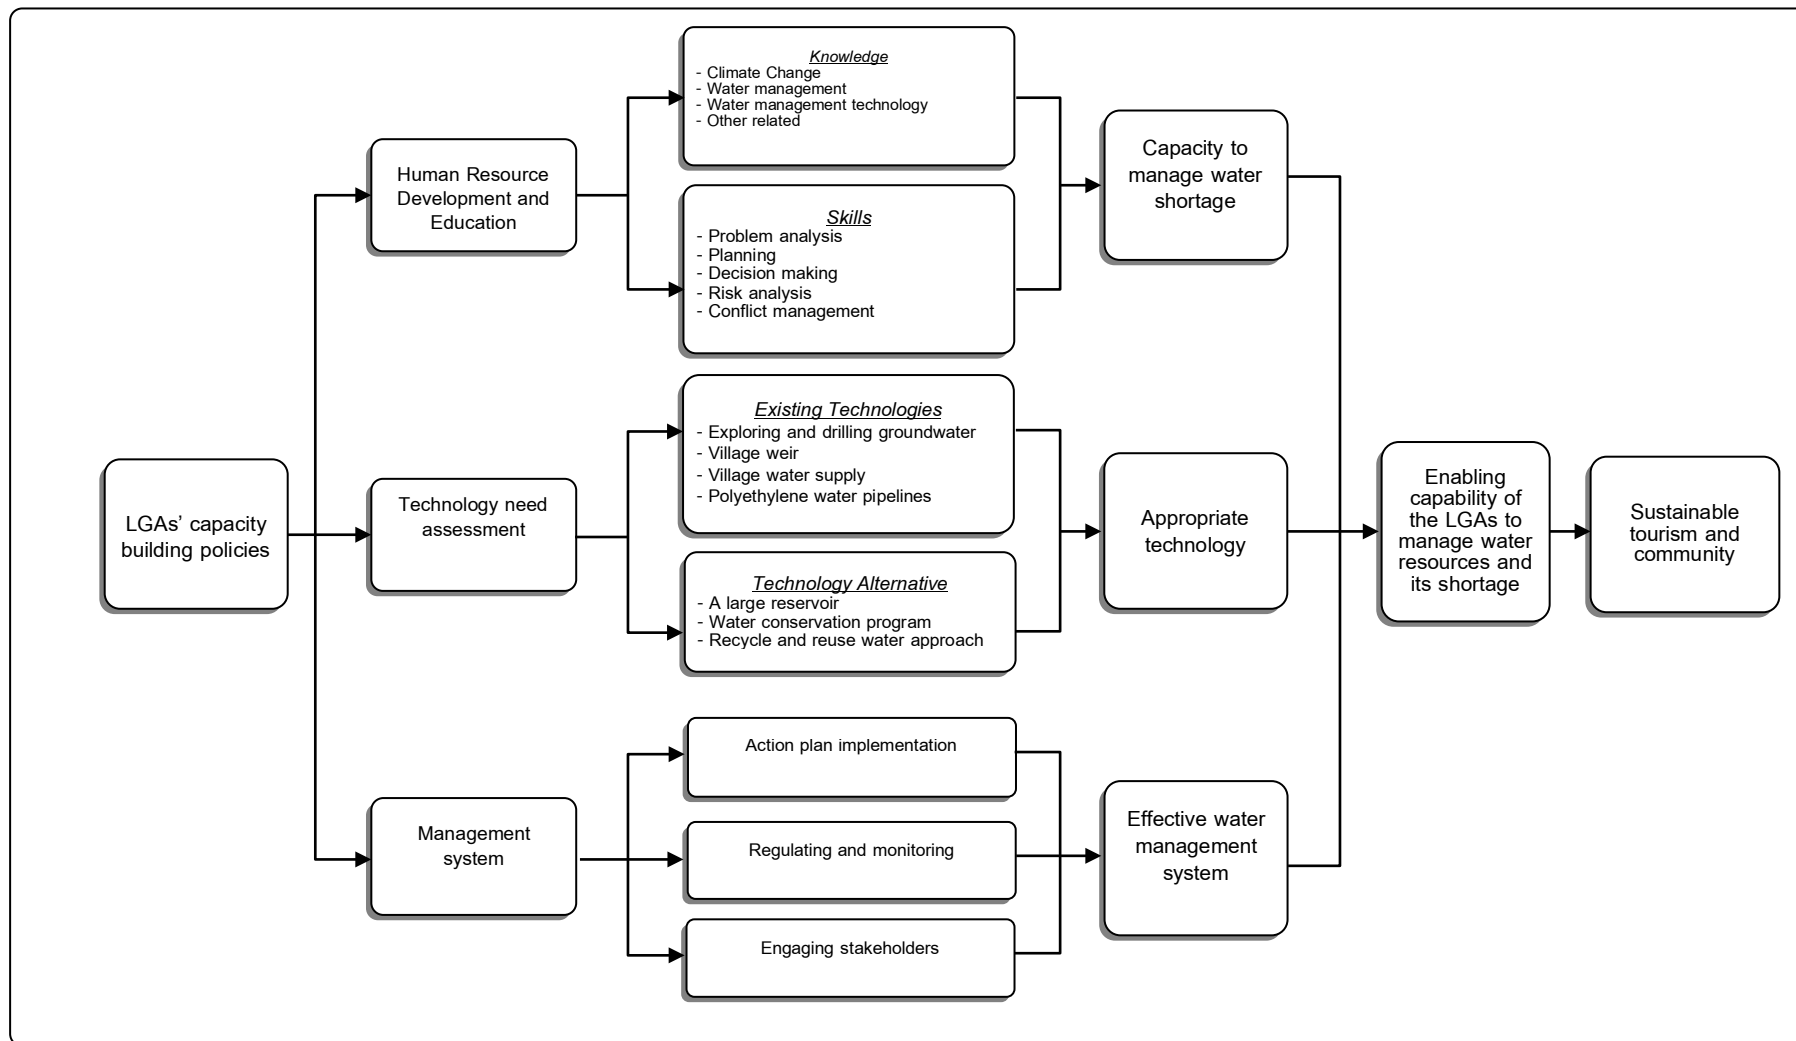 LGAs’ capacity
building policies
Human Resource
Development and
Education
Knowledge
- Climate Change
- Water management
- Water management technology
- Other related
Skills
- Problem analysis
- Planning
- Decision making
- Risk analysis
- Conflict management
Capacity to
manage water
shortage
Technology need
assessment
Existing Technologies
- Exploring and drilling groundwater
- Village weir
- Village water supply
- Polyethylene water pipelines
Technology Alternative
- A large reservoir
- Water conservation program
- Recycle and reuse water approach
Appropriate
technology
Management
system
Action plan implementation
Regulating and monitoring
Engaging stakeholders
Effective water
management
system
Enabling
capability of
the LGAs to
manage water
resources and
its shortage
Sustainable
tourism and
community